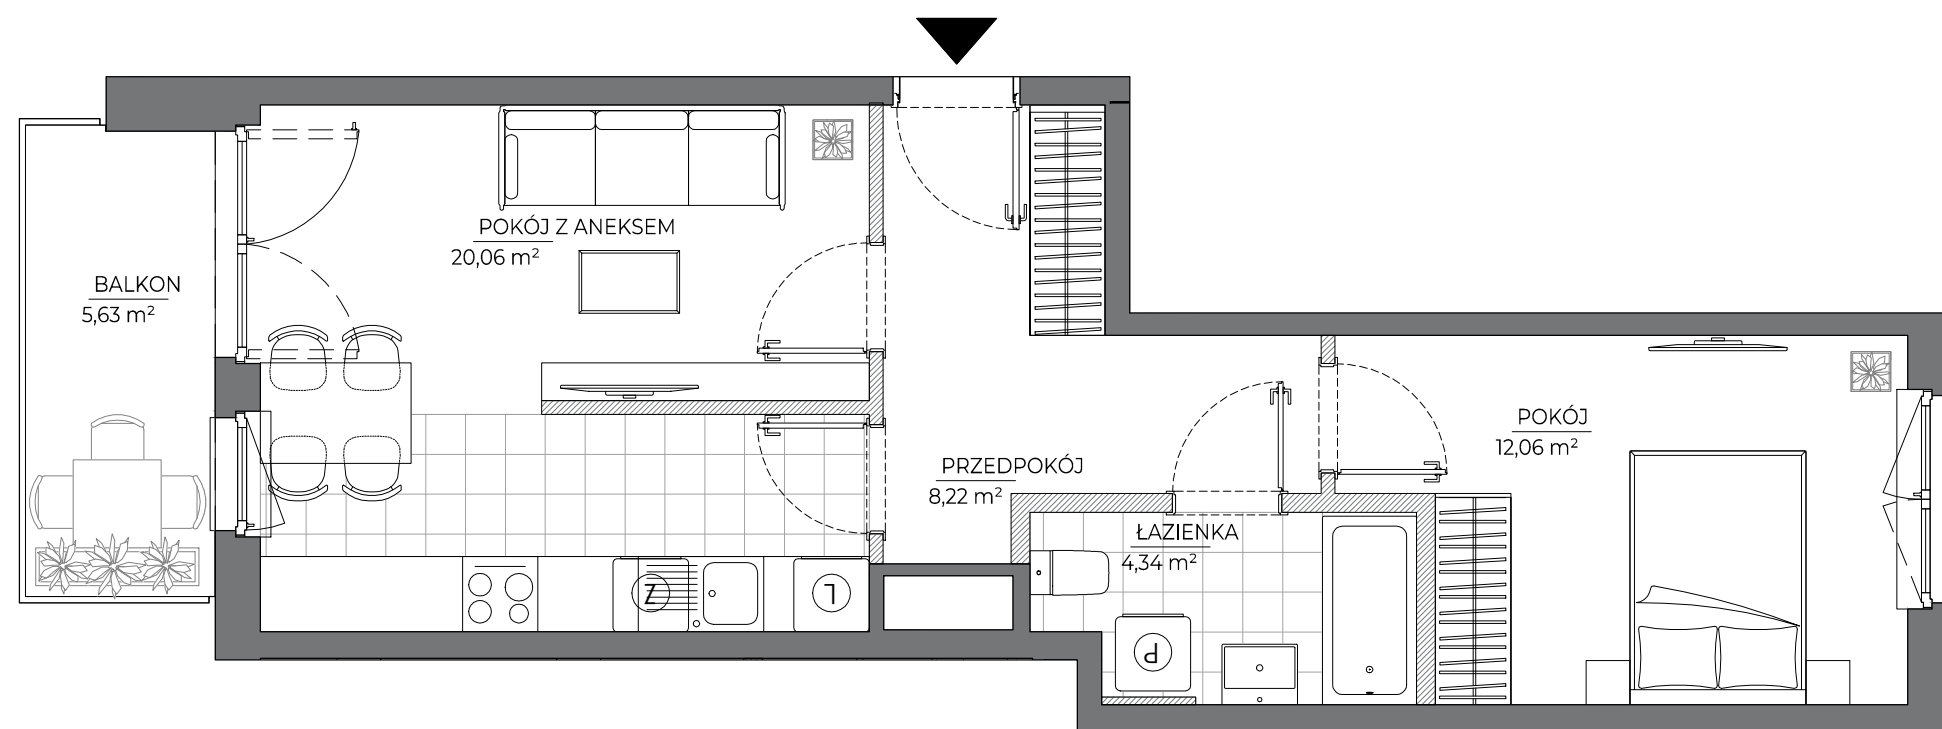 POKÓJ Z ANEKSEM
20,06 m²
BALKON
5,63 m²
PRZEDPOKÓJ
8,22 m²
POKÓJ
12,06 m²
ŁAZIENKA
4,34 m²
Z
L
P